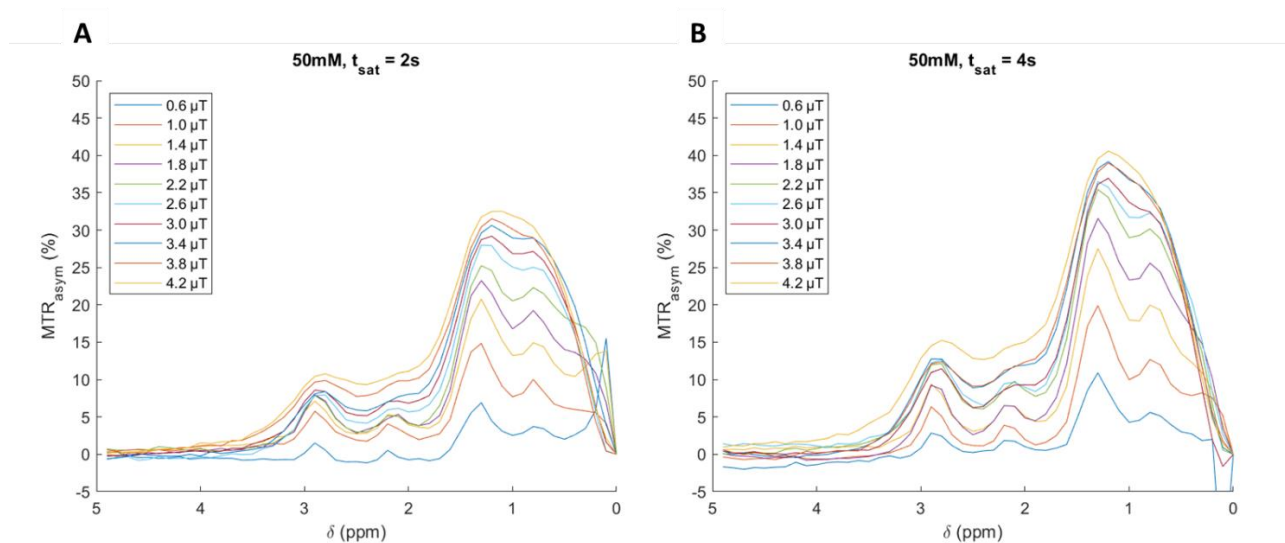 A
50mM, tsat = 2s
50
45
40
35
30
25
20
15
10
5
0
-5
MTRasym (%)
0.6 µT
1.0 µT
1.4 µT
1.8 µT
2.2 µT
2.6 µT
3.0 µT
3.4 µT
3.8 µT
4.2 µT
5 4 3 2 1 0
δ (ppm)
B
50mM, tsat = 4s
50
45
40
35
30
25
20
15
10
5
0
-5
MTRasym (%)
0.6 µT
1.0 µT
1.4 µT
1.8 µT
2.2 µT
2.6 µT
3.0 µT
3.4 µT
3.8 µT
4.2 µT
5 4 3 2 1 0
δ (ppm)